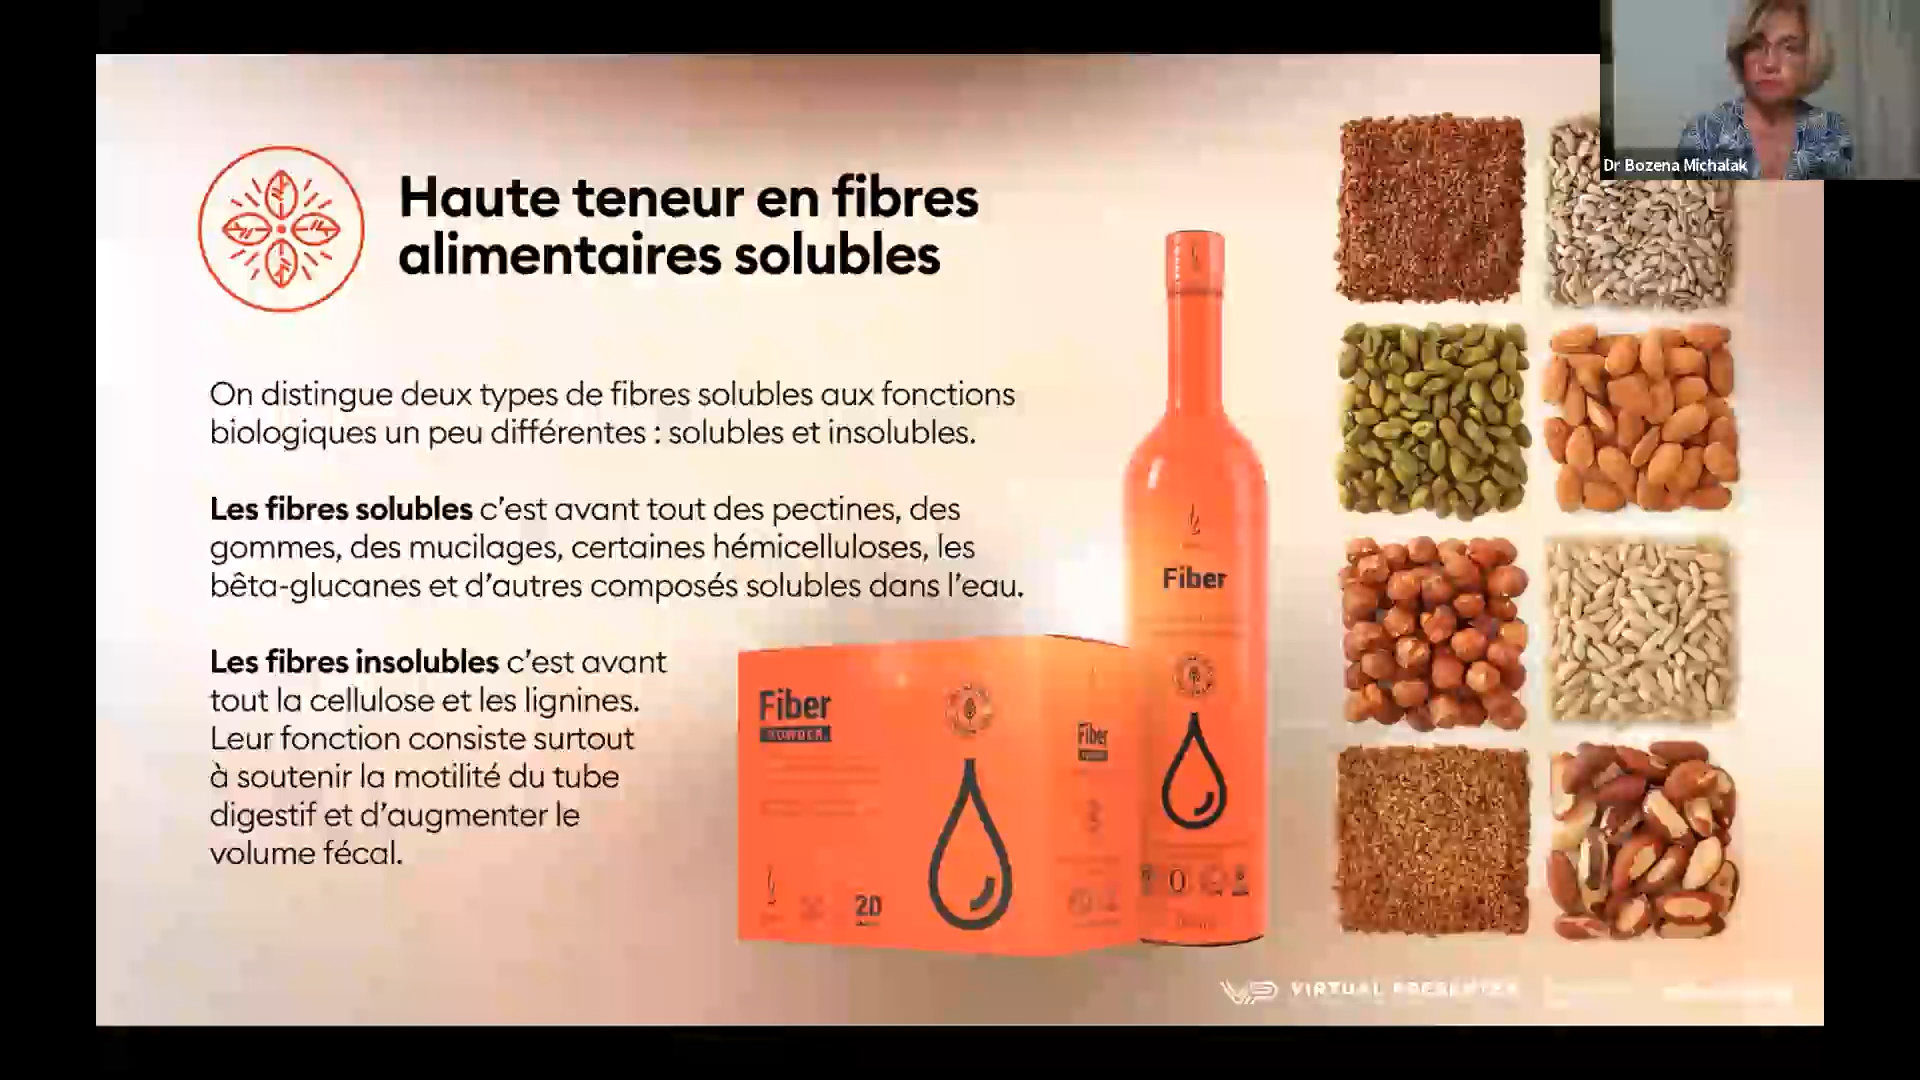 Dr Bozena Michalak
Haute teneur en fibres
alimentaires solubles
On distingue deux types de fibres solubles aux fonctions
biologiques un peu différentes : solubles et insolubles.
Les fibres solubles c'est avant tout des pectines, des
gommes, des mucilages, certaines hémicelluloses, les
bêta-glucanes et d'autres composés solubles dans l'eau.
Les fibres insolubles c'est avant
tout la cellulose et les lignines.
Leur fonction consiste surtout
à soutenir la motilité du tube
digestif et d'augmenter le
volume fécal.
Fiber
Fiber
POWDER
20
Fiber
VIRTUAL PRESENTER